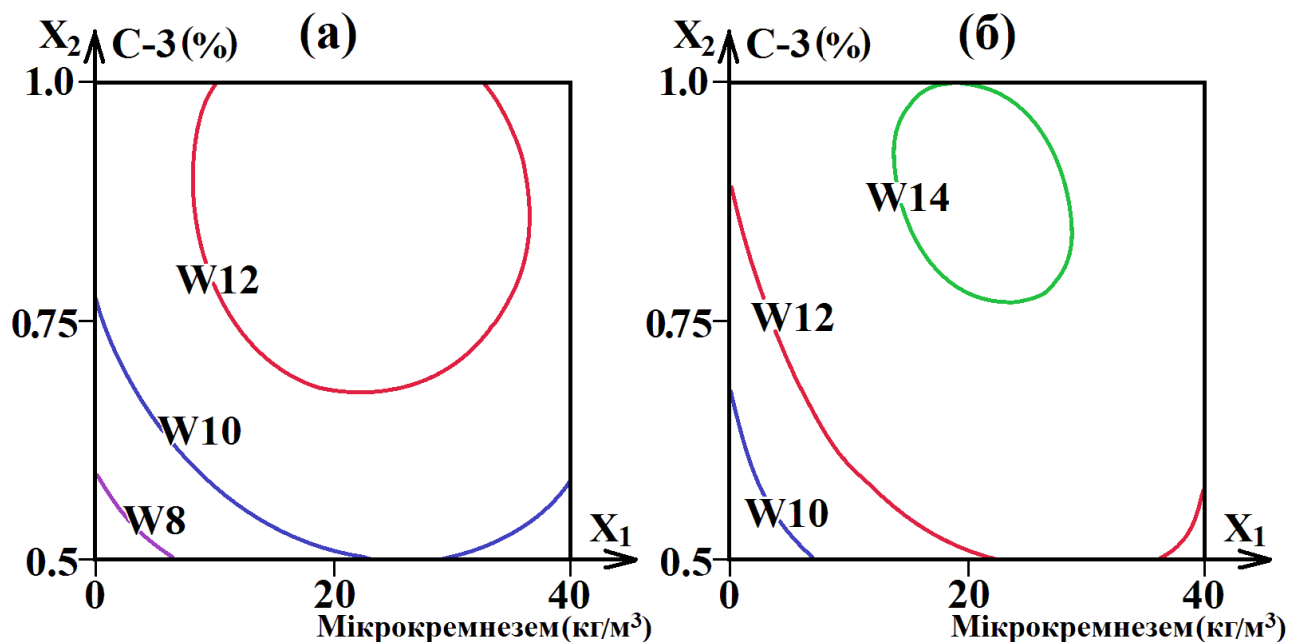 (а)
X₂ С-3 (%)
1.0
W12
0.75
W10
W8
X₁
0.5
0 20 40
Мікрокремнезем (кг/м³)
(б)
X₂ С-3 (%)
1.0
W14
W12
0.75
W10
X₁
0.5
0 20 40
Мікрокремнезем (кг/м³)